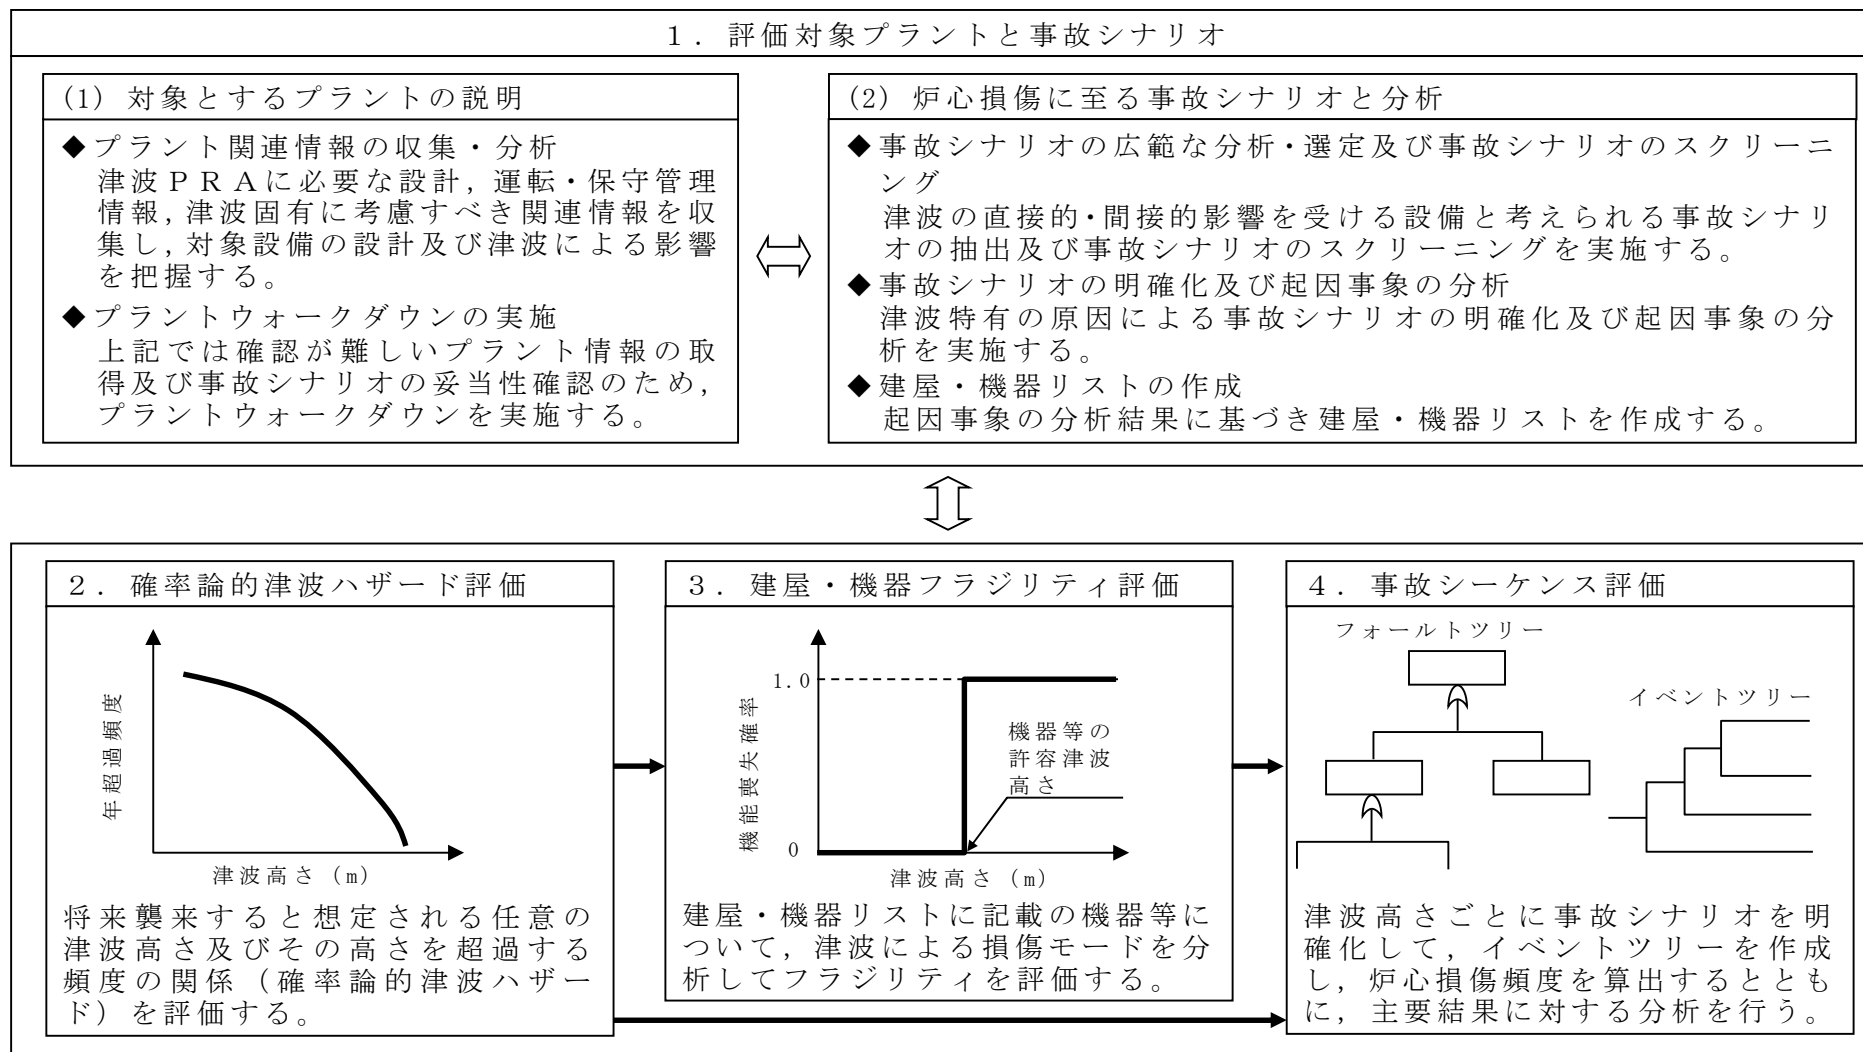 1. 評価対象プラントと事故シナリオ
(1) 対象とするプラントの説明
◆プラント関連情報の収集・分析
津波PRAに必要な設計,運転・保守管理
情報,津波固有に考慮すべき関連情報を収
集し,対象設備の設計及び津波による影響
を把握する。
◆プラントウォークダウンの実施
上記では確認が難しいプラント情報の取
得及び事故シナリオの妥当性確認のため,
プラントウォークダウンを実施する。
(2) 炉心損傷に至る事故シナリオと分析
◆事故シナリオの広範な分析・選定及び事故シナリオのスクリーニ
ング
津波の直接的・間接的影響を受ける設備と考えられる事故シナリ
オの抽出及び事故シナリオのスクリーニングを実施する。
◆事故シナリオの明確化及び起因事象の分析
津波特有の原因による事故シナリオの明確化及び起因事象の分
析を実施する。
◆建屋・機器リストの作成
起因事象の分析結果に基づき建屋・機器リストを作成する。
2. 確率論的津波ハザード評価
年超過頻度
津波高さ(m)
将来襲来すると想定される任意の
津波高さ及びその高さを超過する
頻度の関係(確率論的津波ハザー
ド)を評価する。
3. 建屋・機器フラジリティ評価
機能喪失確率
1.0
0
機器等の
許容津波
高さ
津波高さ(m)
建屋・機器リストに記載の機器等に
ついて,津波による損傷モードを分
析してフラジリティを評価する。
4. 事故シーケンス評価
フォールトツリー
イベントツリー
津波高さごとに事故シナリオを明
確化して,イベントツリーを作成
し,炉心損傷頻度を算出するととも
に,主要結果に対する分析を行う。